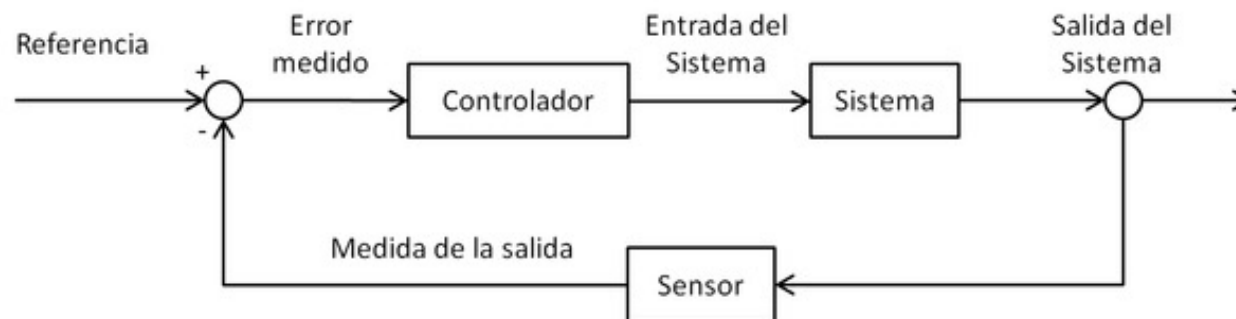 Referencia
Error
medido
Entrada del
Sistema
Salida del
Sistema
+
-
Controlador
Sistema
Medida de la salida
Sensor